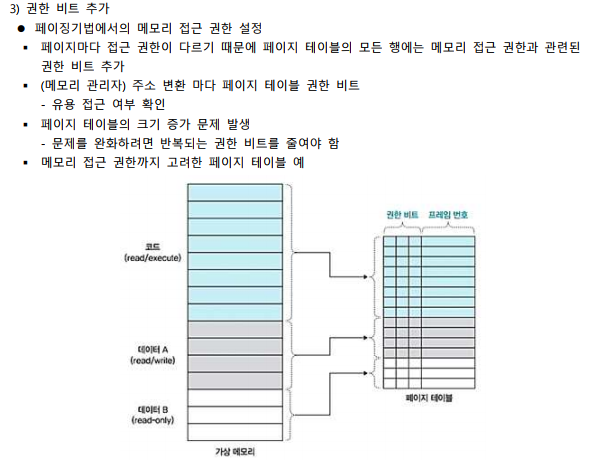 3) 권한 비트 추가
● 페이징기법에서의 메모리 접근 권한 설정
▪ 페이지마다 접근 권한이 다르기 때문에 페이지 테이블의 모든 행에는 메모리 접근 권한과 관련된
권한 비트 추가
▪ (메모리 관리자) 주소 변환 마다 페이지 테이블 권한 비트
- 유용 접근 여부 확인
▪ 페이지 테이블의 크기 증가 문제 발생
- 문제를 완화하려면 반복되는 권한 비트를 줄여야 함
▪ 메모리 접근 권한까지 고려한 페이지 테이블 예
권한 비트 프레임 번호
코드
(read/execute)
데이터 A
(read/write)
데이터 B
(read-only)
페이지 테이블
가상 메모리